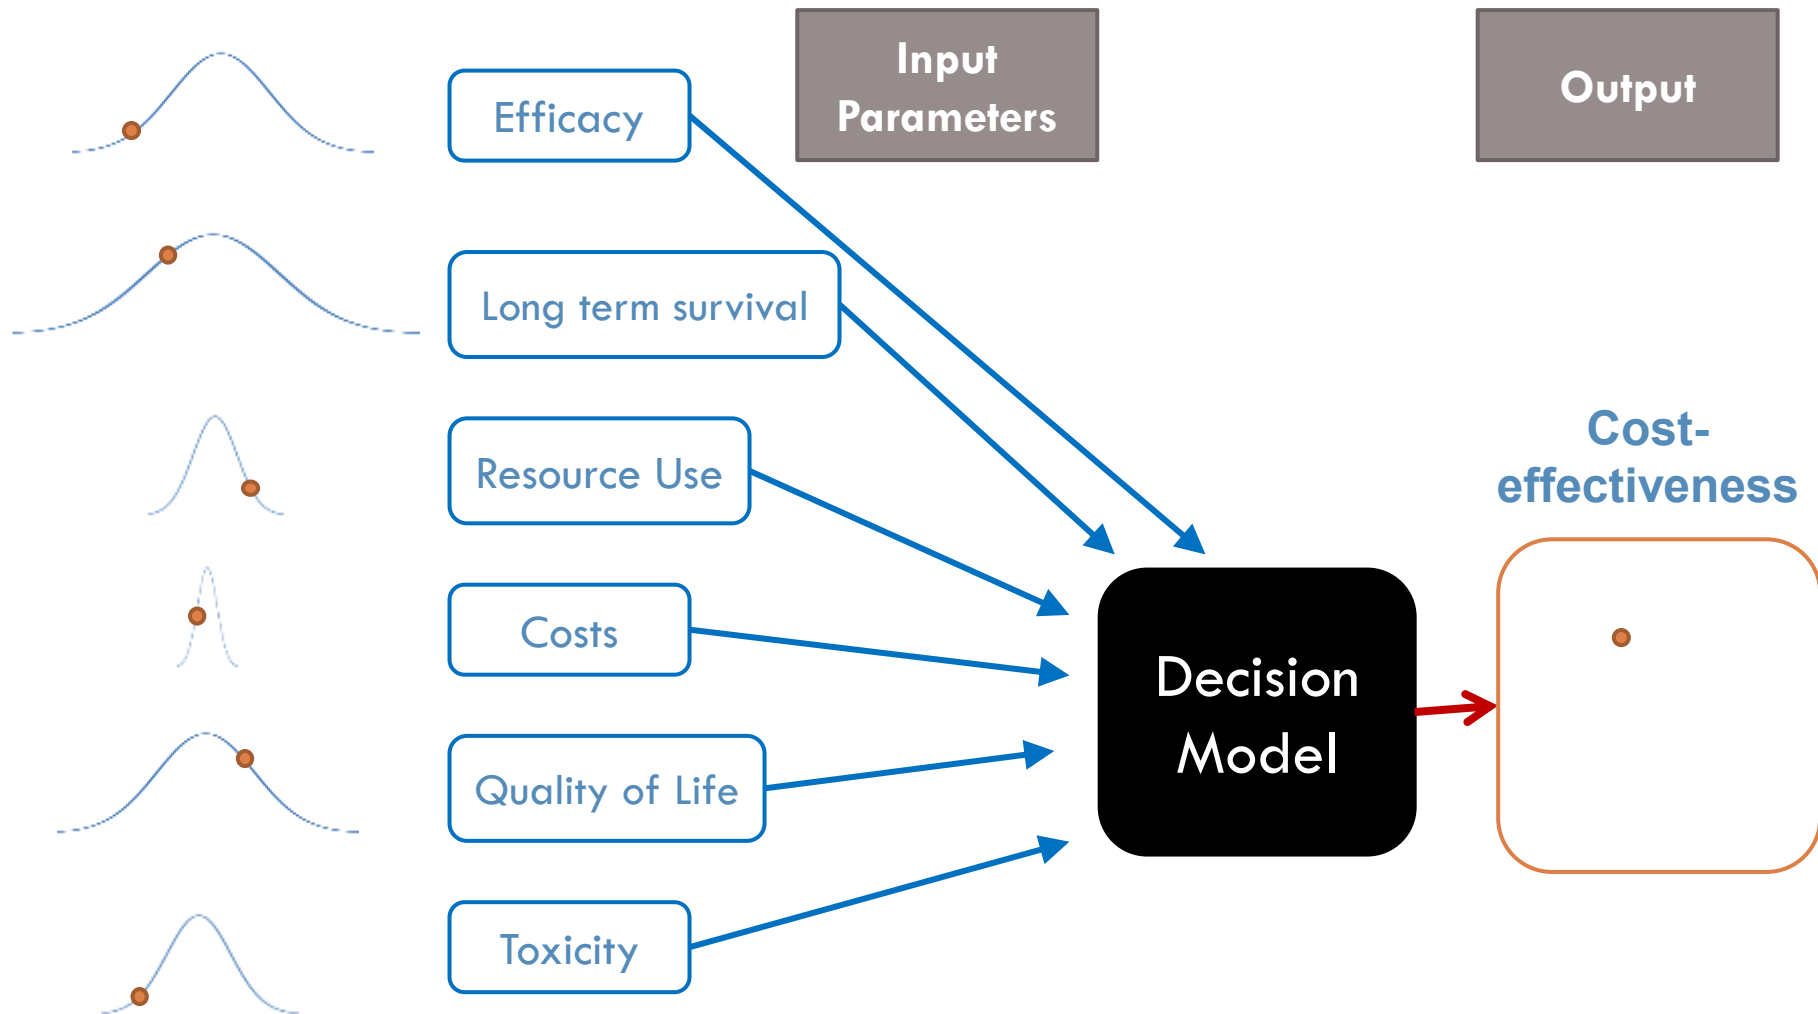 Input
Parameters
Output
Efficacy
Long term survival
Resource Use
Costs
Quality of Life
Toxicity
Decision
Model
Cost-
effectiveness